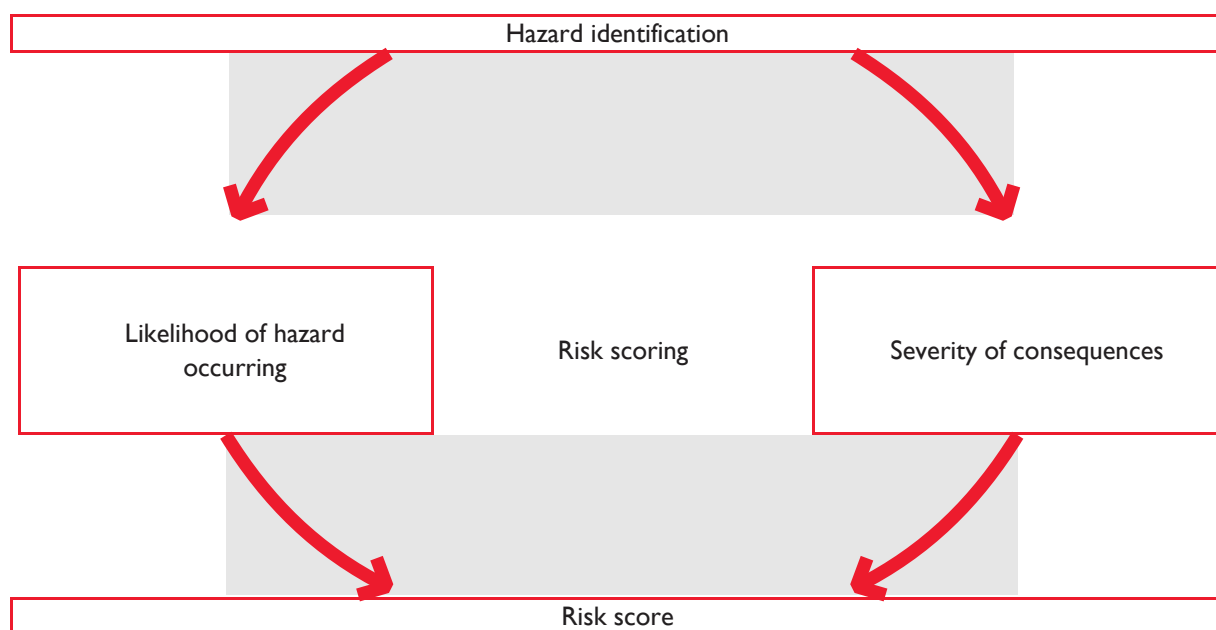 Hazard identification
Likelihood of hazard
occurring
Risk scoring
Severity of consequences
Risk score